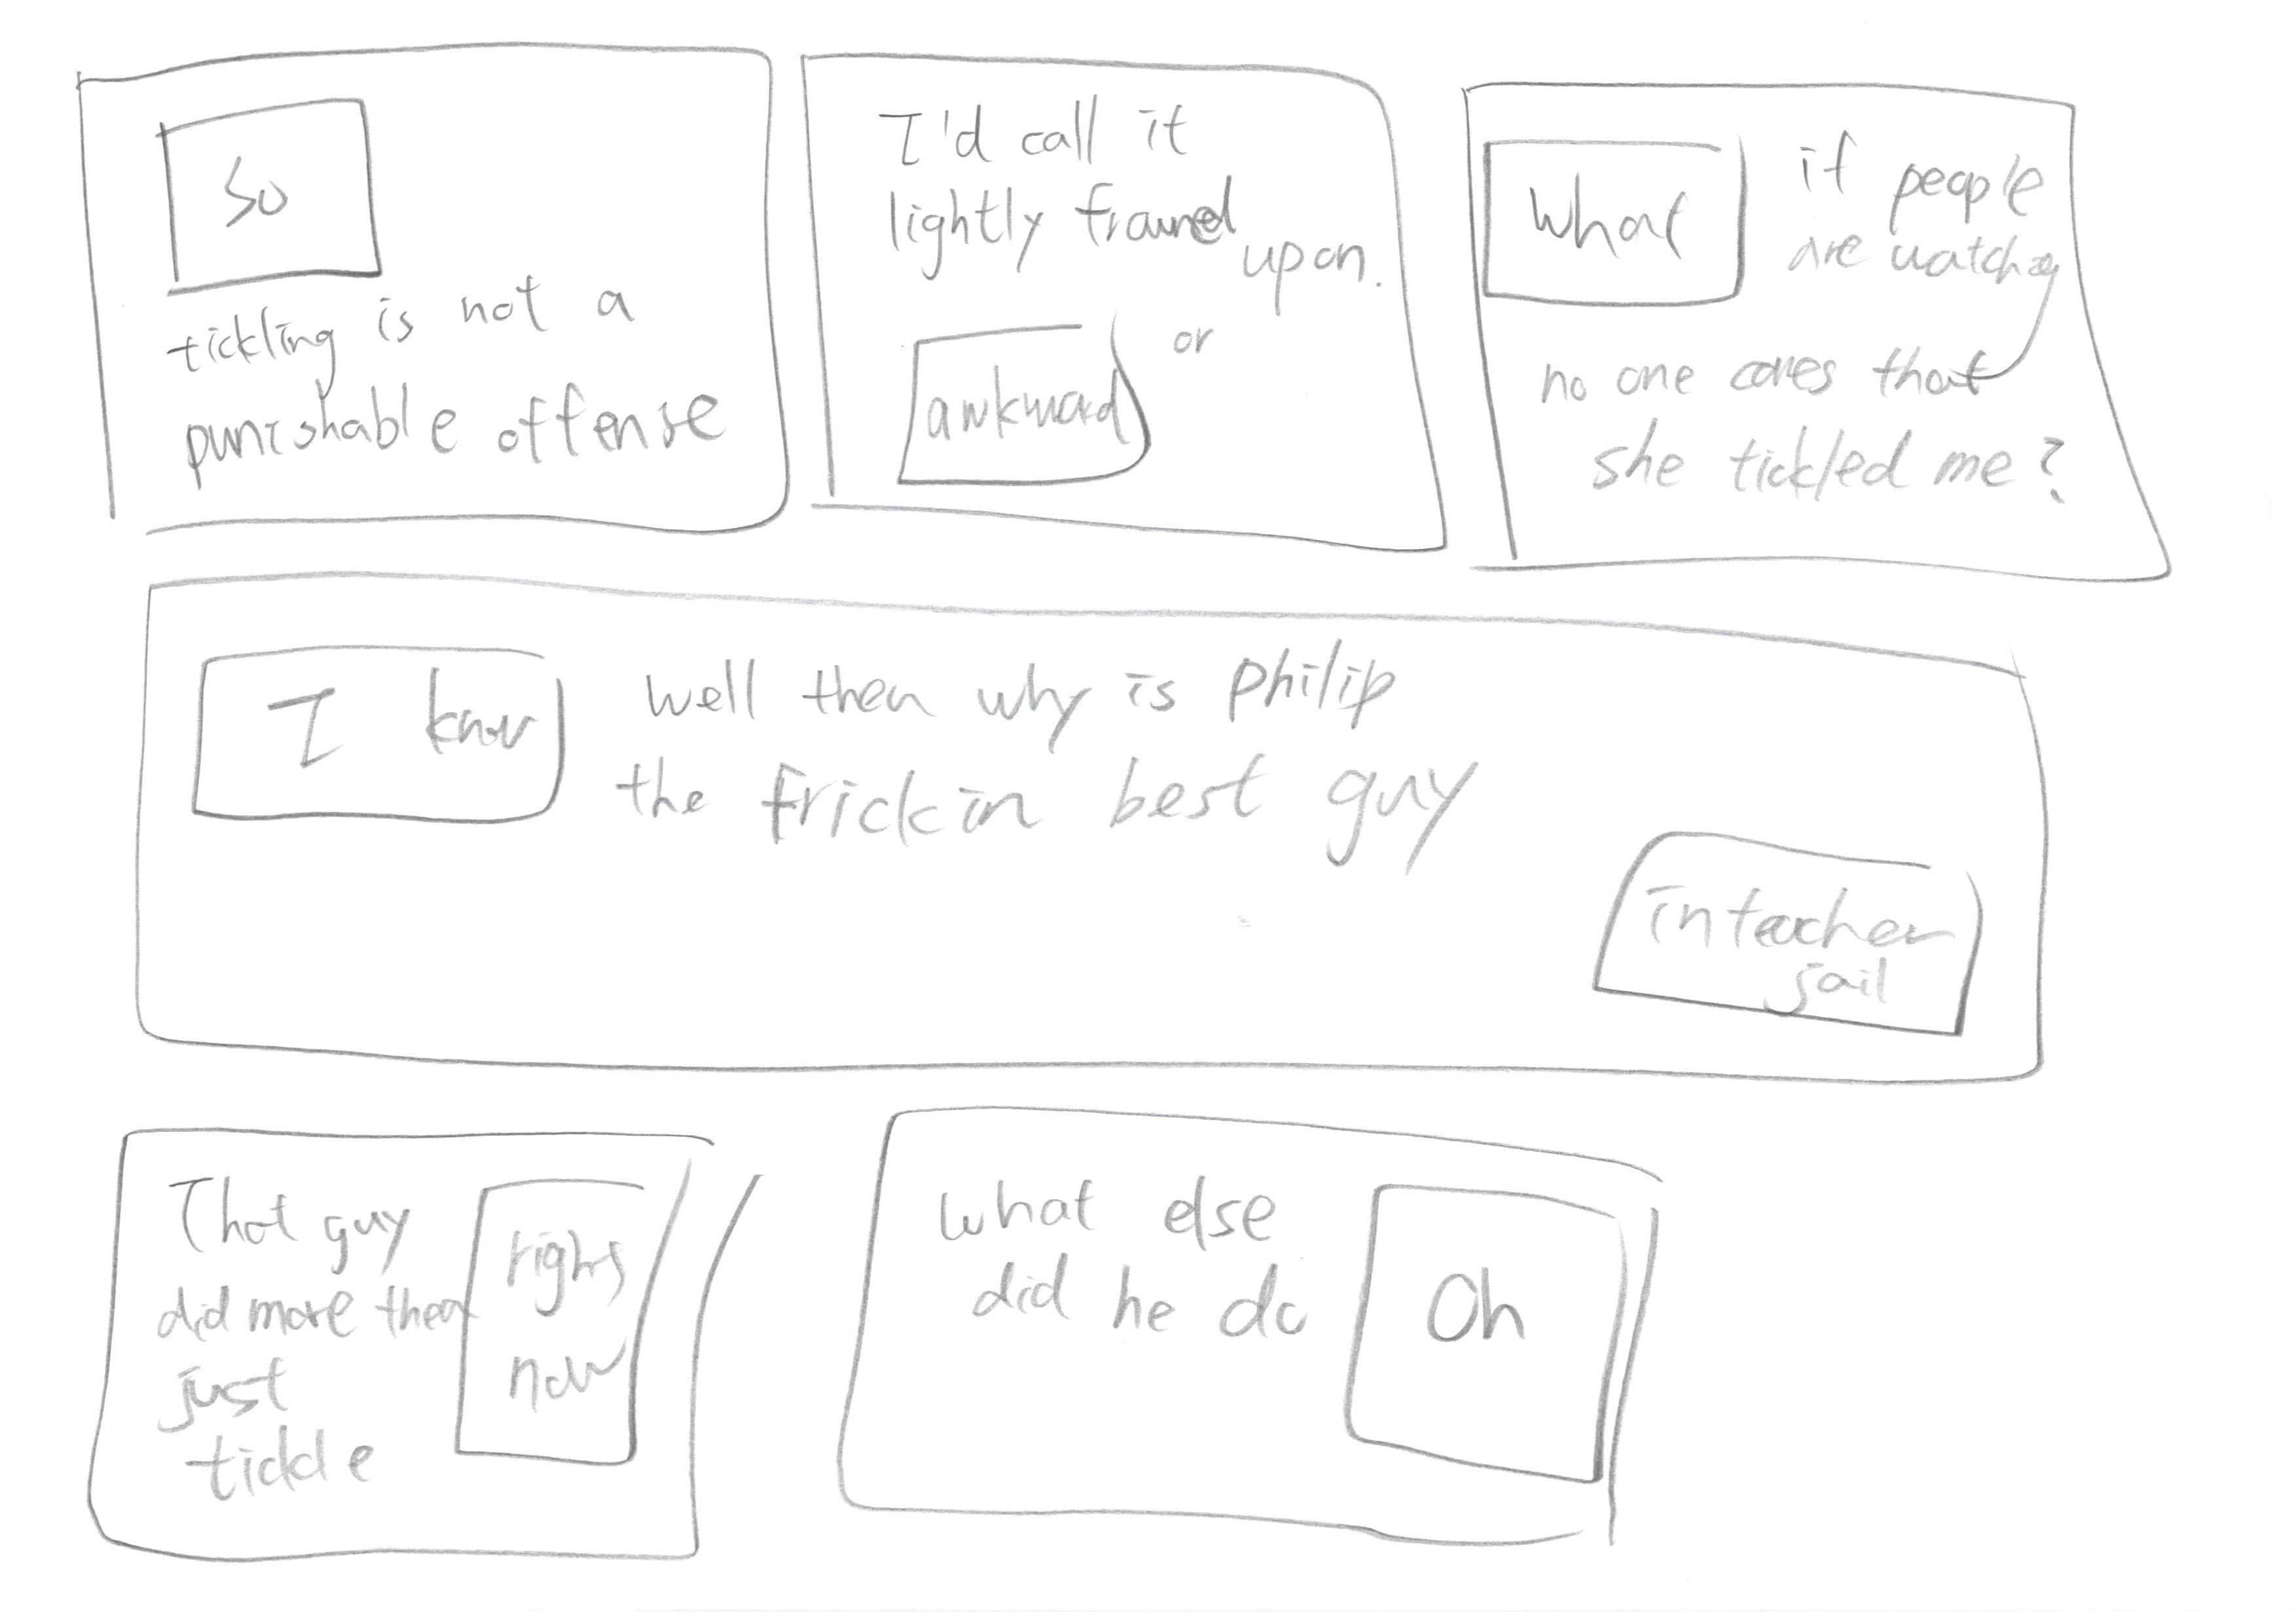 So
tickling is not a
punishable offense
I'd call it
lightly frowned
upon.
or
awkward
What
if people
are watching
no one cares that
she tickled me?
I know
well then why is Philip
the frickin best guy
in teacher
jail
That guy
did more then
just
tickle
right
now
what else
did he do
Oh